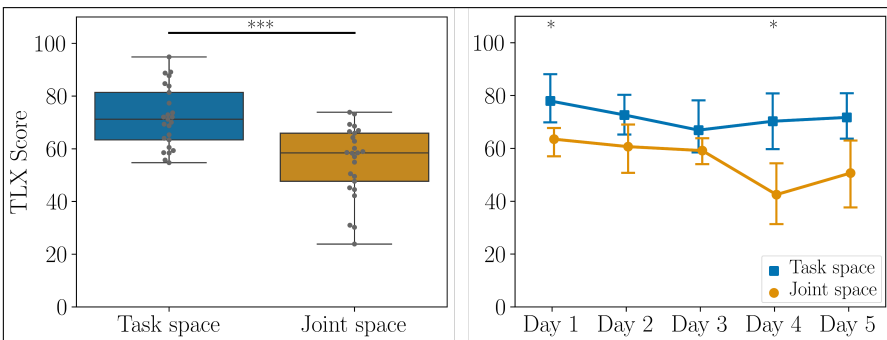 ***
TLX Score
100
80
60
40
20
0
Task space
Joint space
*
*
100
80
60
40
20
0
Task space
Joint space
Day 1
Day 2
Day 3
Day 4
Day 5